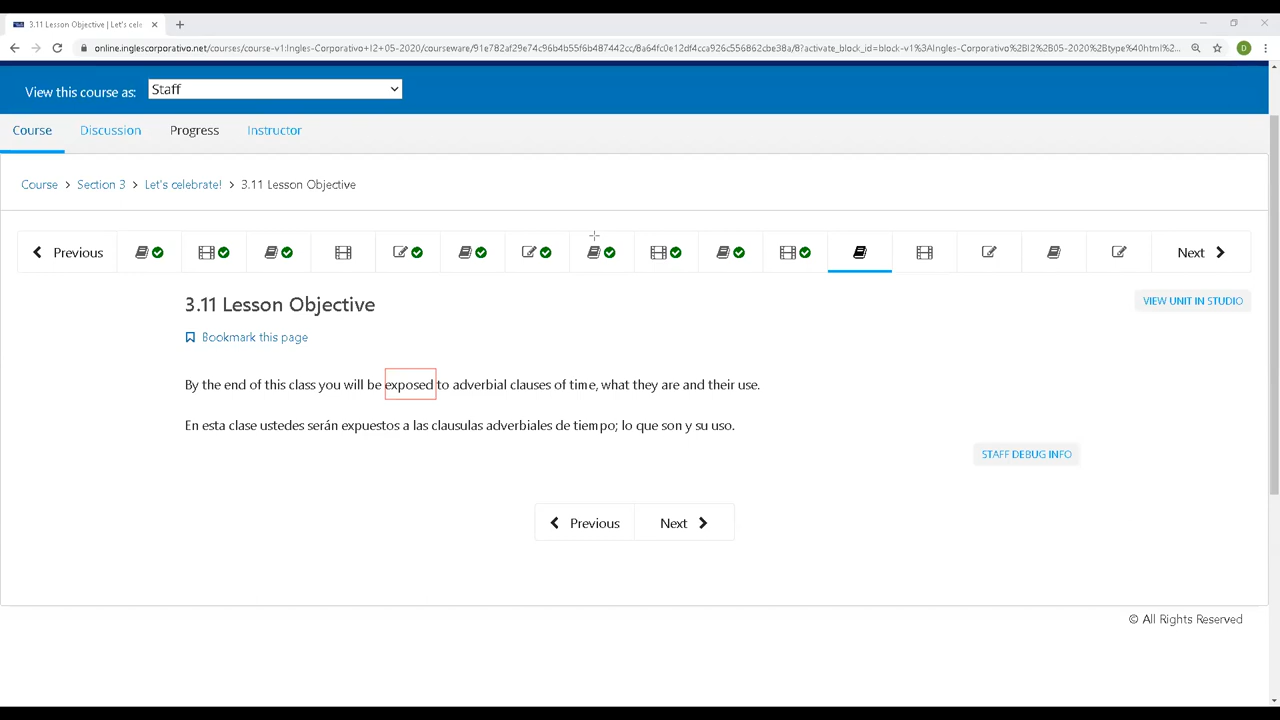 3.11 Lesson Objective | Let's cele
online.inglescorporativo.net/courses/course-v1:Ingles-Corporativo+I2+05-2020/courseware/91e782af29e74c96b4b55f6b487442cc/8a64fc0e12df4cca926c556862cbe38a/8?activate_block_id=block-v1%3AIngles-Corporativo%2BI2%2B05-2020%2Btype%40html%2...
D
View this course as:
Staff
Course Discussion Progress Instructor
Course > Section 3 > Let's celebrate! > 3.11 Lesson Objective
Previous
Next
3.11 Lesson Objective
VIEW UNIT IN STUDIO
Bookmark this page
By the end of this class you will be exposed to adverbial clauses of time, what they are and their use.
En esta clase ustedes serán expuestos a las clausulas adverbiales de tiempo; lo que son y su uso.
STAFF DEBUG INFO
Previous Next
© All Rights Reserved